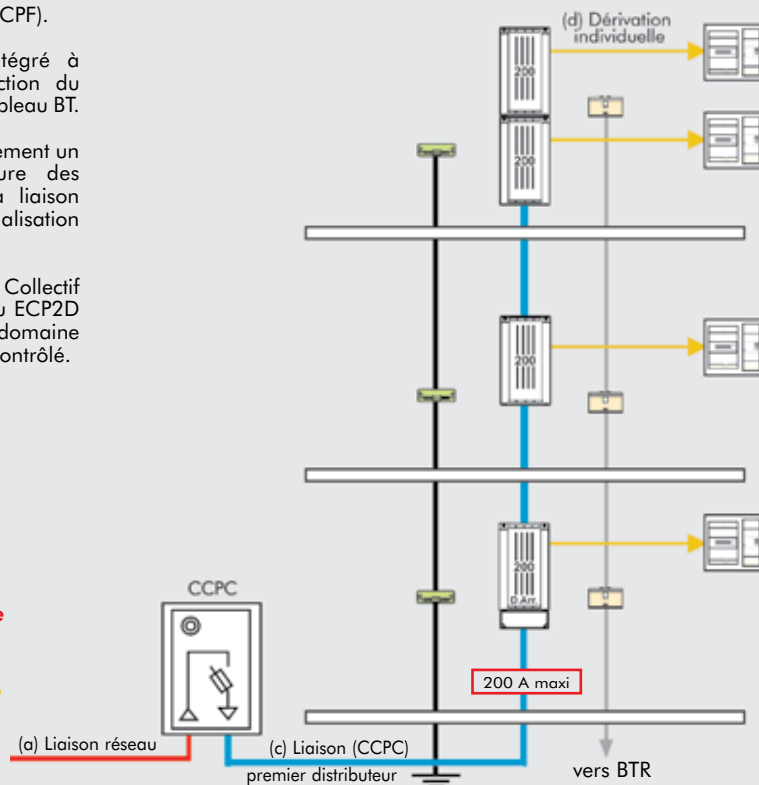 CPF).
tégré à
ction du
bleau BT.
ement un
ure des
a liaison
alisation
Collectif
u ECP2D
domaine
ontrôlé.
(d) Dérivation
individuelle
200
200
200
200
D.Arr.
CCPC
e
200 A maxi
(a) Liaison réseau
(c) Liaison (CCPC)
premier distributeur
vers BTR